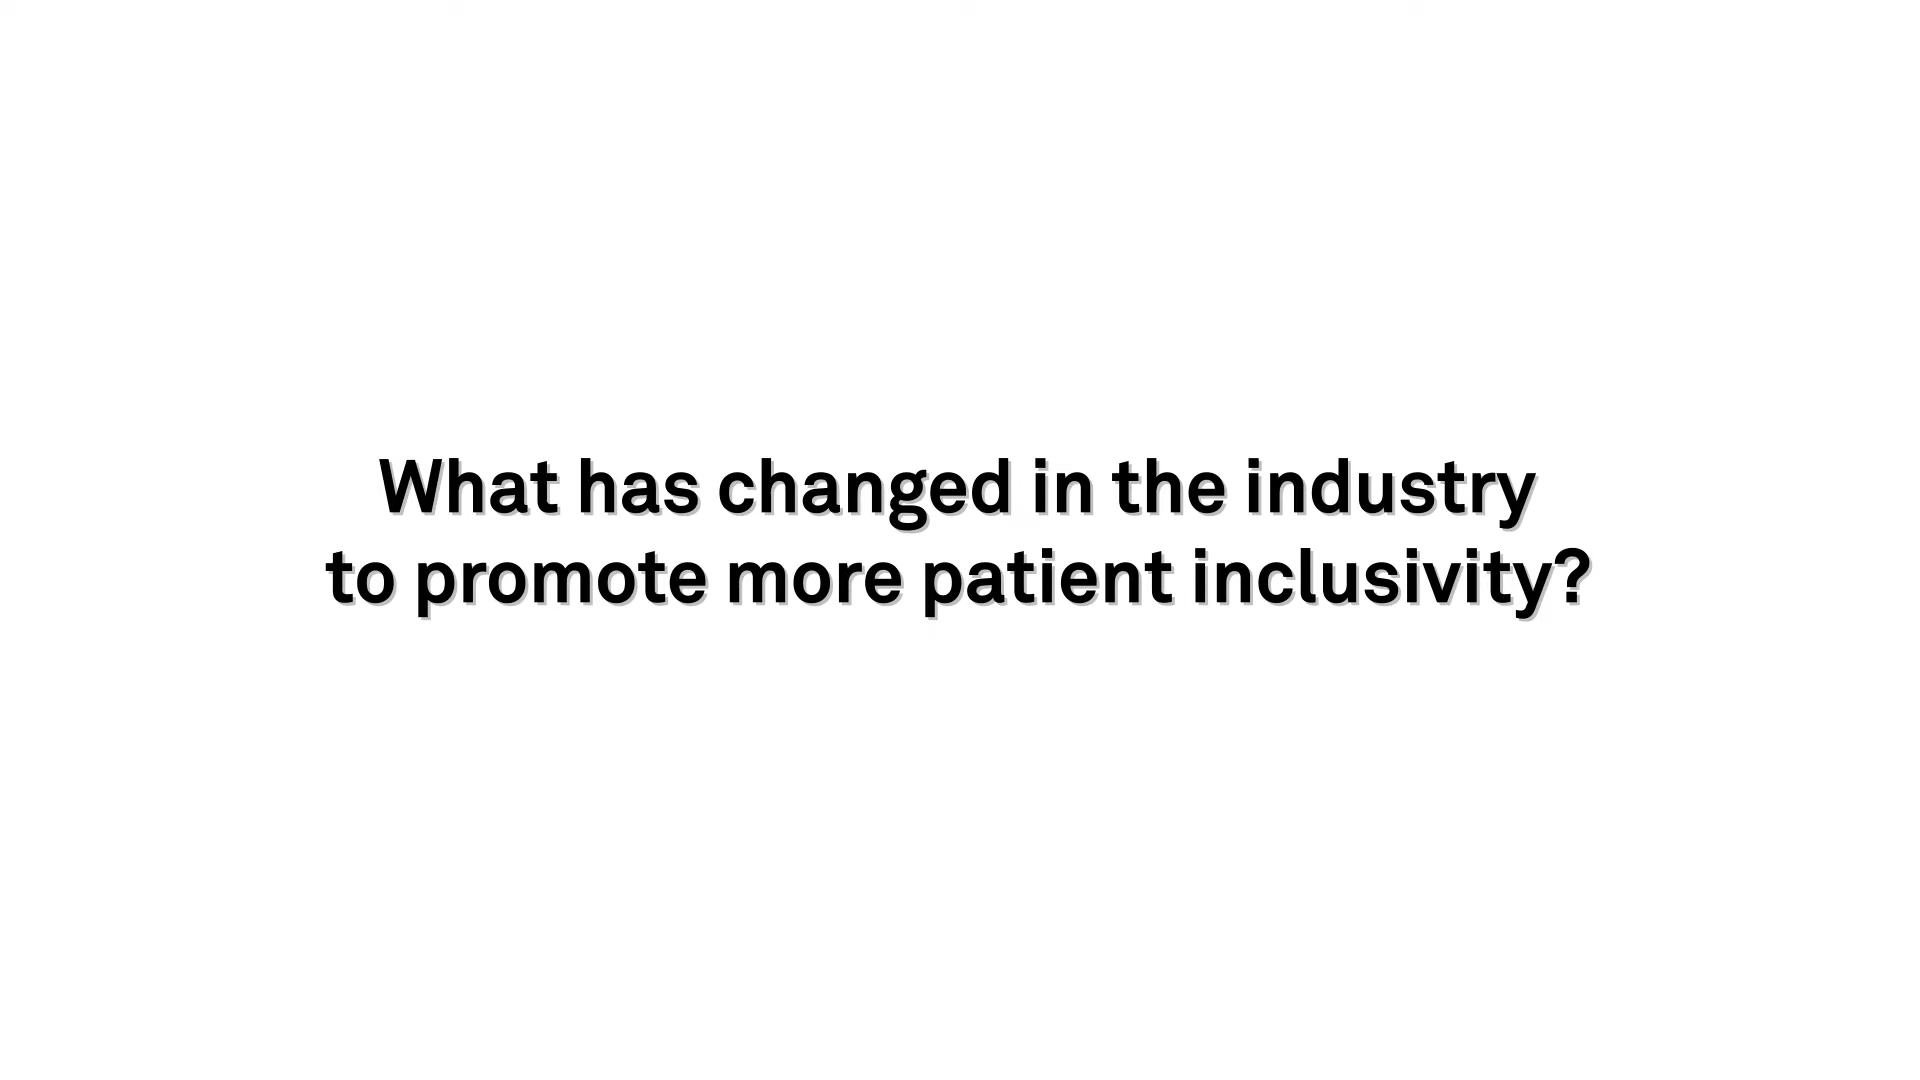 What has changed in the industry
to promote more patient inclusivity?